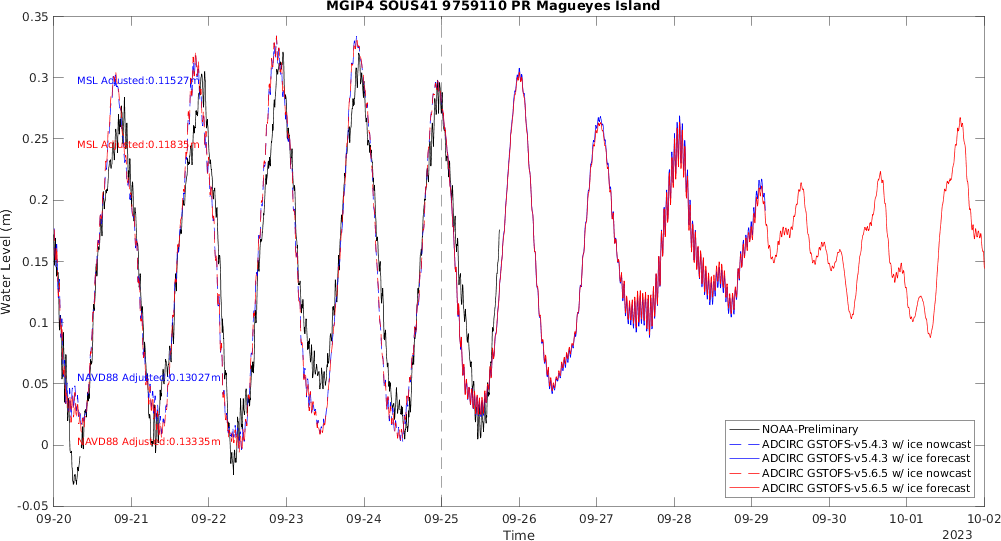 MGIP4 SOUS41 9759110 PR Magueyes Island
0.35
0.3
0.25
0.2
0.15
0.1
0.05
0
-0.05
Water Level (m)
MSL Adjusted:0.11527m
MSL Adjusted:0.11835m
NAVD88 Adjusted:0.13027m
NAVD88 Adjusted:0.13335m
NOAA-Preliminary
ADCIRC GSTOFS-v5.4.3 w/ ice nowcast
ADCIRC GSTOFS-v5.4.3 w/ ice forecast
ADCIRC GSTOFS-v5.6.5 w/ ice nowcast
ADCIRC GSTOFS-v5.6.5 w/ ice forecast
09-20 09-21 09-22 09-23 09-24 09-25 09-26 09-27 09-28 09-29 09-30 10-01 10-02
Time
2023